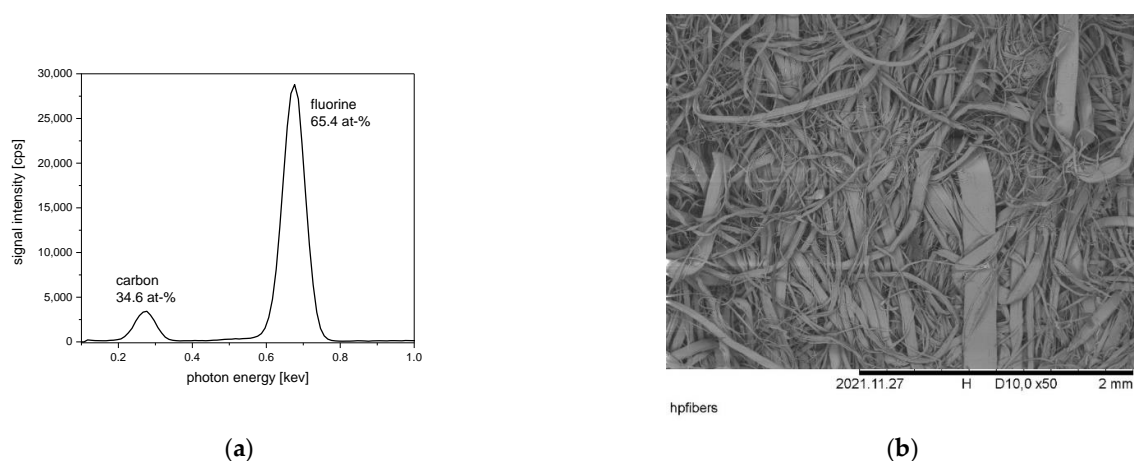 30,000
25,000
20,000
15,000
10,000
5,000
0
signal intensity [cps]
fluorine
65.4 at-%
carbon
34.6 at-%
0.2 0.4 0.6 0.8 1.0
photon energy [kev]
(a)
2021.11.27 H D10,0 x50 2 mm
hpfibers
(b)